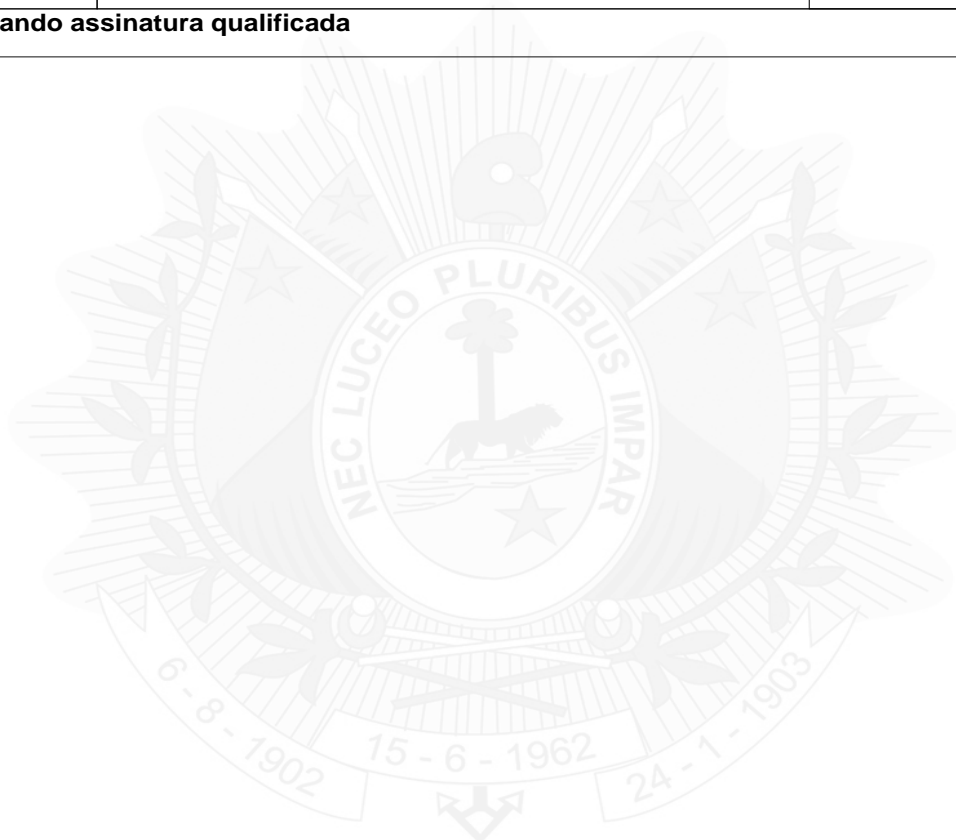 ando assinatura qualificada
NEC LUCEO PLURIBUS IMPAR
6 - 8 - 1902
15 - 6 - 1962
24 - 1 - 1903